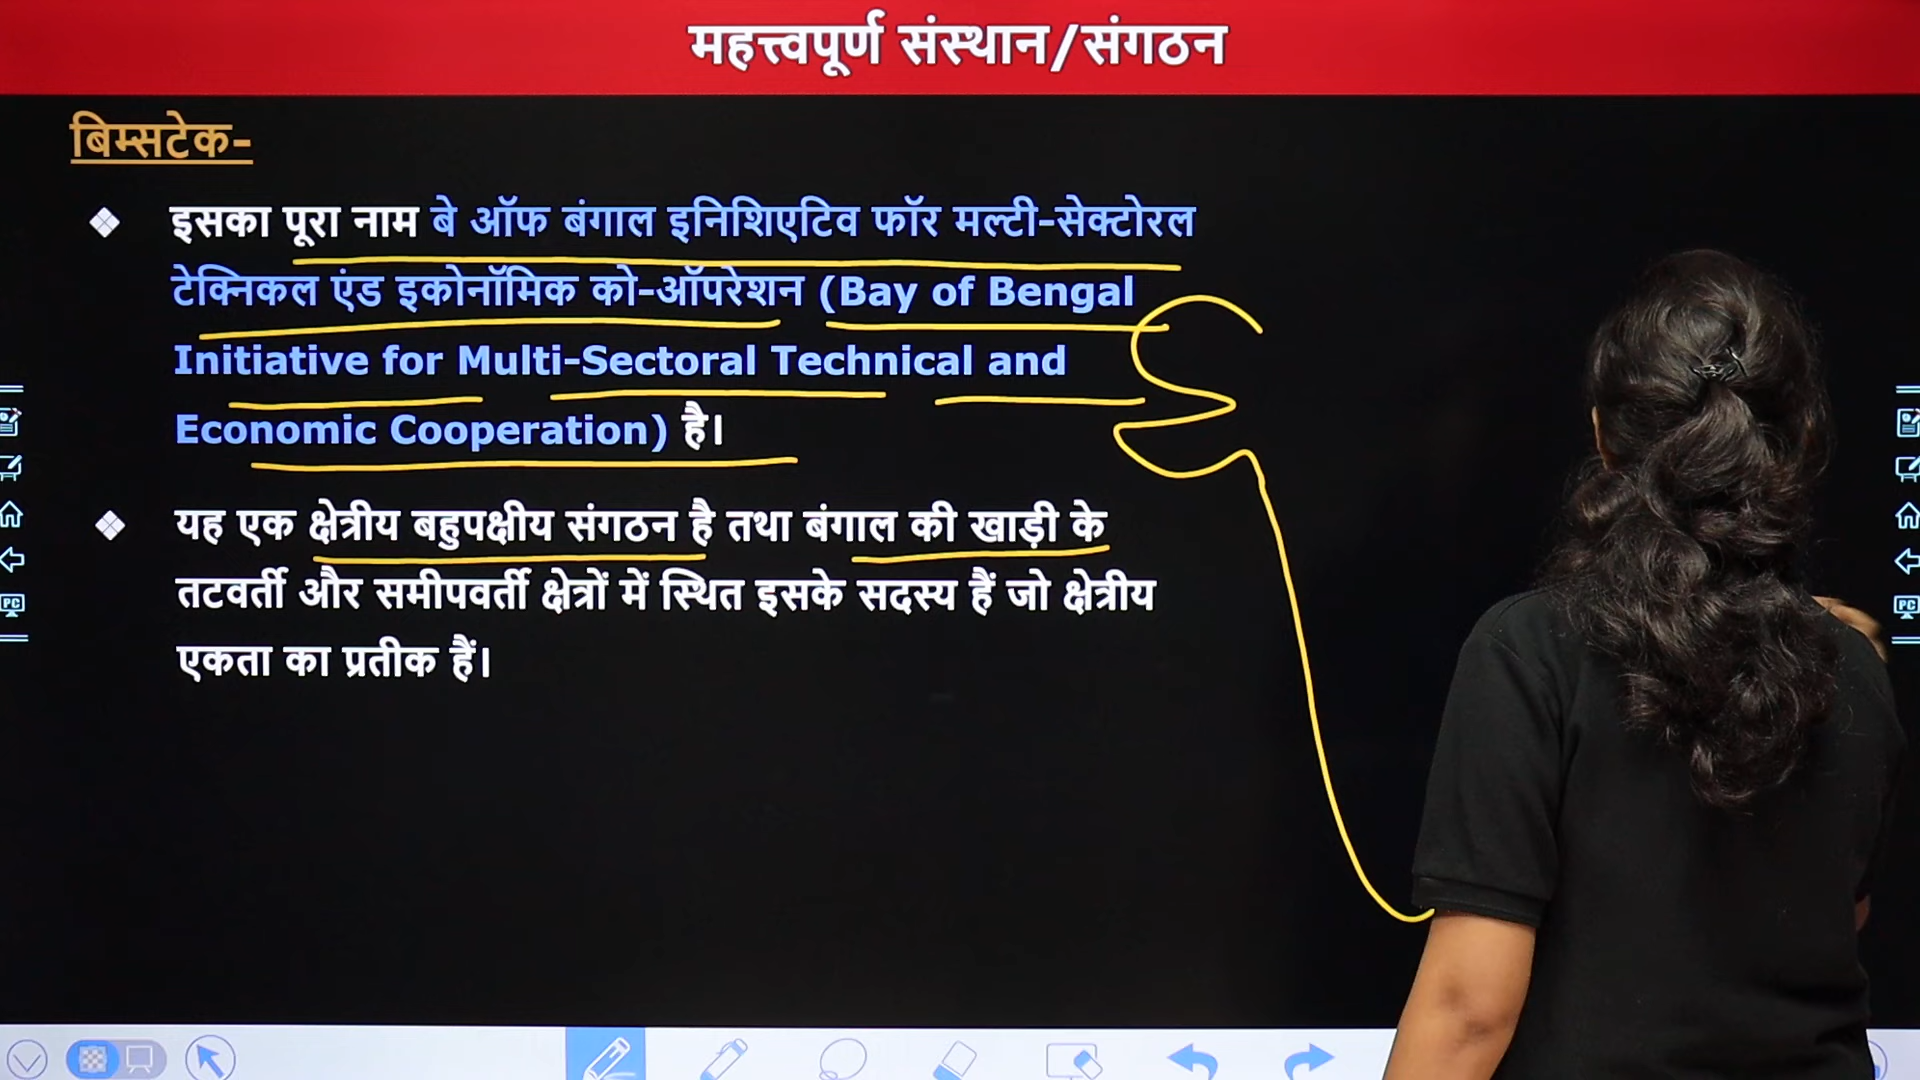 महत्त्वपूर्ण संस्थान/संगठन
बिम्सटेक-
इसका पूरा नाम बे ऑफ बंगाल इनिशिएटिव फॉर मल्टी-सेक्टोरल
टेक्निकल एंड इकोनॉमिक को-ऑपरेशन (Bay of Bengal
Initiative for Multi-Sectoral Technical and
Economic Cooperation) है।
यह एक क्षेत्रीय बहुपक्षीय संगठन है तथा बंगाल की खाड़ी के
तटवर्ती और समीपवर्ती क्षेत्रों में स्थित इसके सदस्य हैं जो क्षेत्रीय
एकता का प्रतीक हैं।
PC
PC